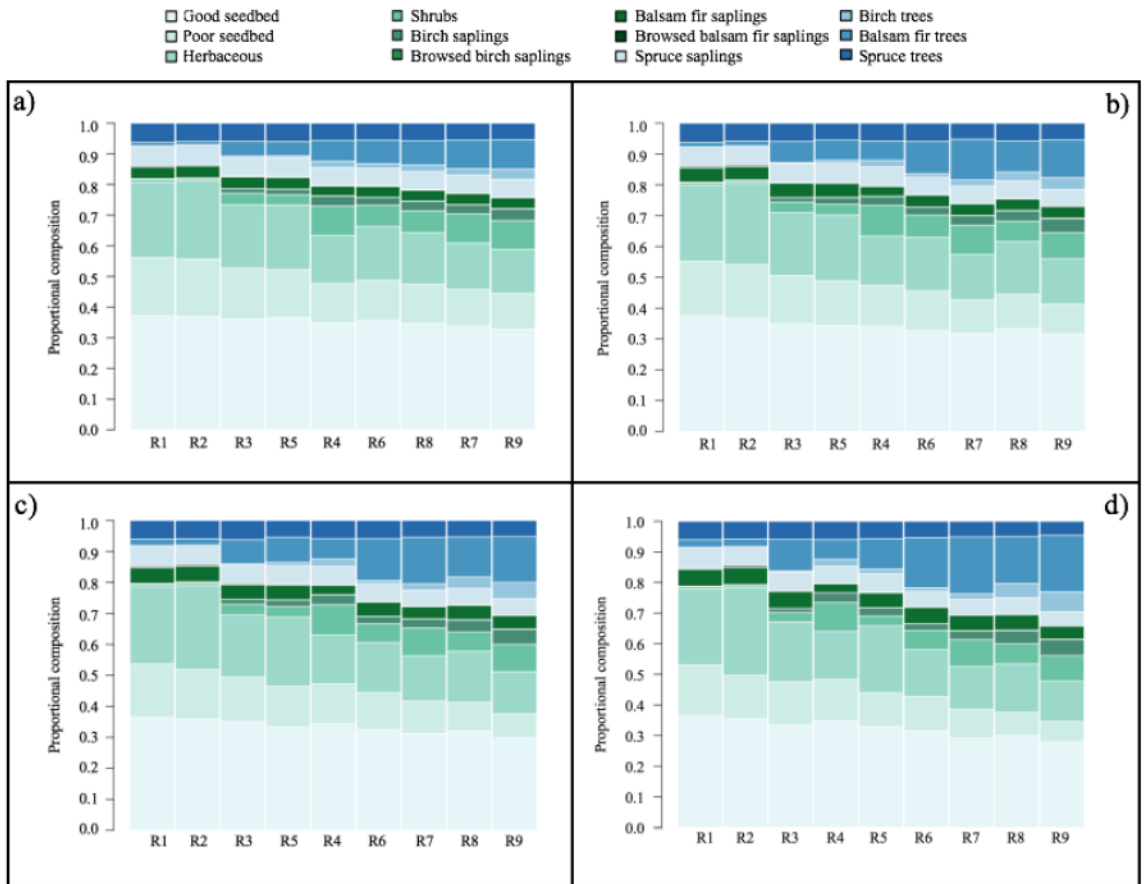 Good seedbed
Poor seedbed
Herbaceous
Shrubs
Birch saplings
Browsed birch saplings
Balsam fir saplings
Browsed balsam fir saplings
Spruce saplings
Birch trees
Balsam fir trees
Spruce trees
a)
1.0
0.9
0.8
0.7
0.6
0.5
0.4
0.3
0.2
0.1
0.0
Proportional composition
R1 R2 R3 R5 R4 R6 R8 R7 R9
b)
1.0
0.9
0.8
0.7
0.6
0.5
0.4
0.3
0.2
0.1
0.0
Proportional composition
R1 R2 R3 R5 R4 R6 R7 R8 R9
c)
1.0
0.9
0.8
0.7
0.6
0.5
0.4
0.3
0.2
0.1
0.0
Proportional composition
R1 R2 R3 R5 R4 R6 R7 R8 R9
d)
1.0
0.9
0.8
0.7
0.6
0.5
0.4
0.3
0.2
0.1
0.0
Proportional composition
R1 R2 R3 R4 R5 R6 R7 R8 R9